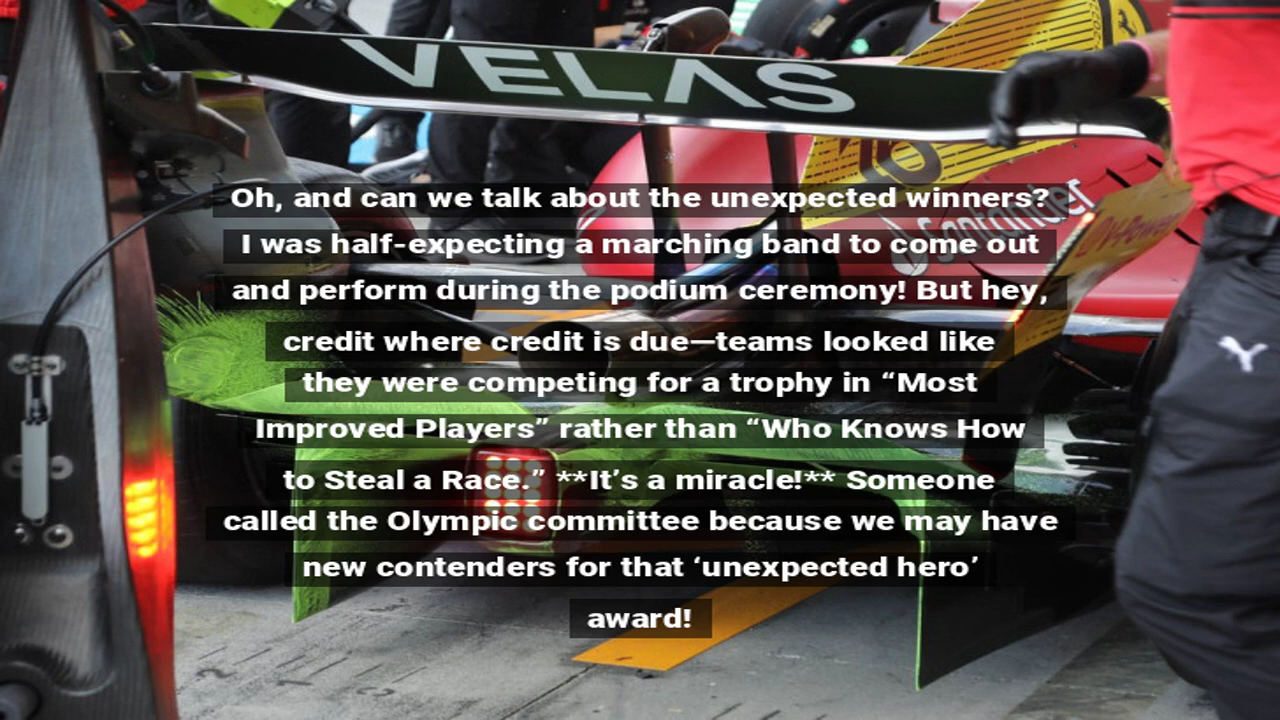 VELAS
Santander
Oh, and can we talk about the unexpected winners?
I was half-expecting a marching band to come out
and perform during the podium ceremony! But hey,
credit where credit is due—teams looked like
they were competing for a trophy in “Most
Improved Players” rather than “Who Knows How
to Steal a Race.” **It’s a miracle!** Someone
called the Olympic committee because we may have
new contenders for that ‘unexpected hero’
award!